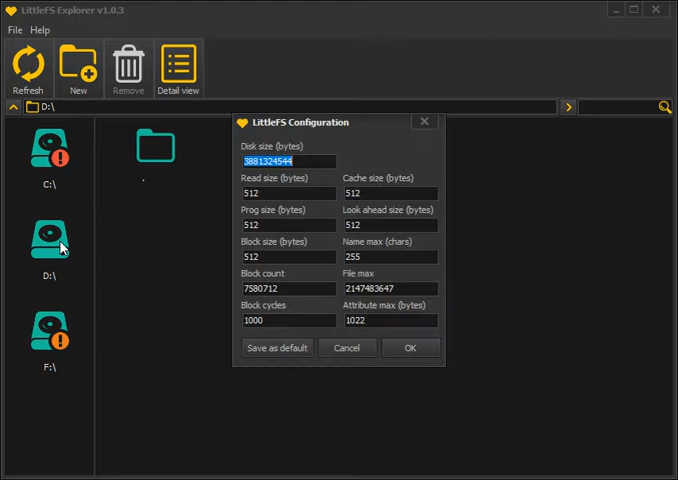 LittleFS Explorer v1.0.3
File Help
Refresh New Remove Detail view
D:\
C:\
D:\
F:\
.
LittleFS Configuration
Disk size (bytes)
3881324544
Read size (bytes) Cache size (bytes)
512 512
Prog size (bytes) Look ahead size (bytes)
512 512
Block size (bytes) Name max (chars)
512 255
Block count File max
7580712 2147483647
Block cycles Attribute max (bytes)
1000 1022
Save as default Cancel OK